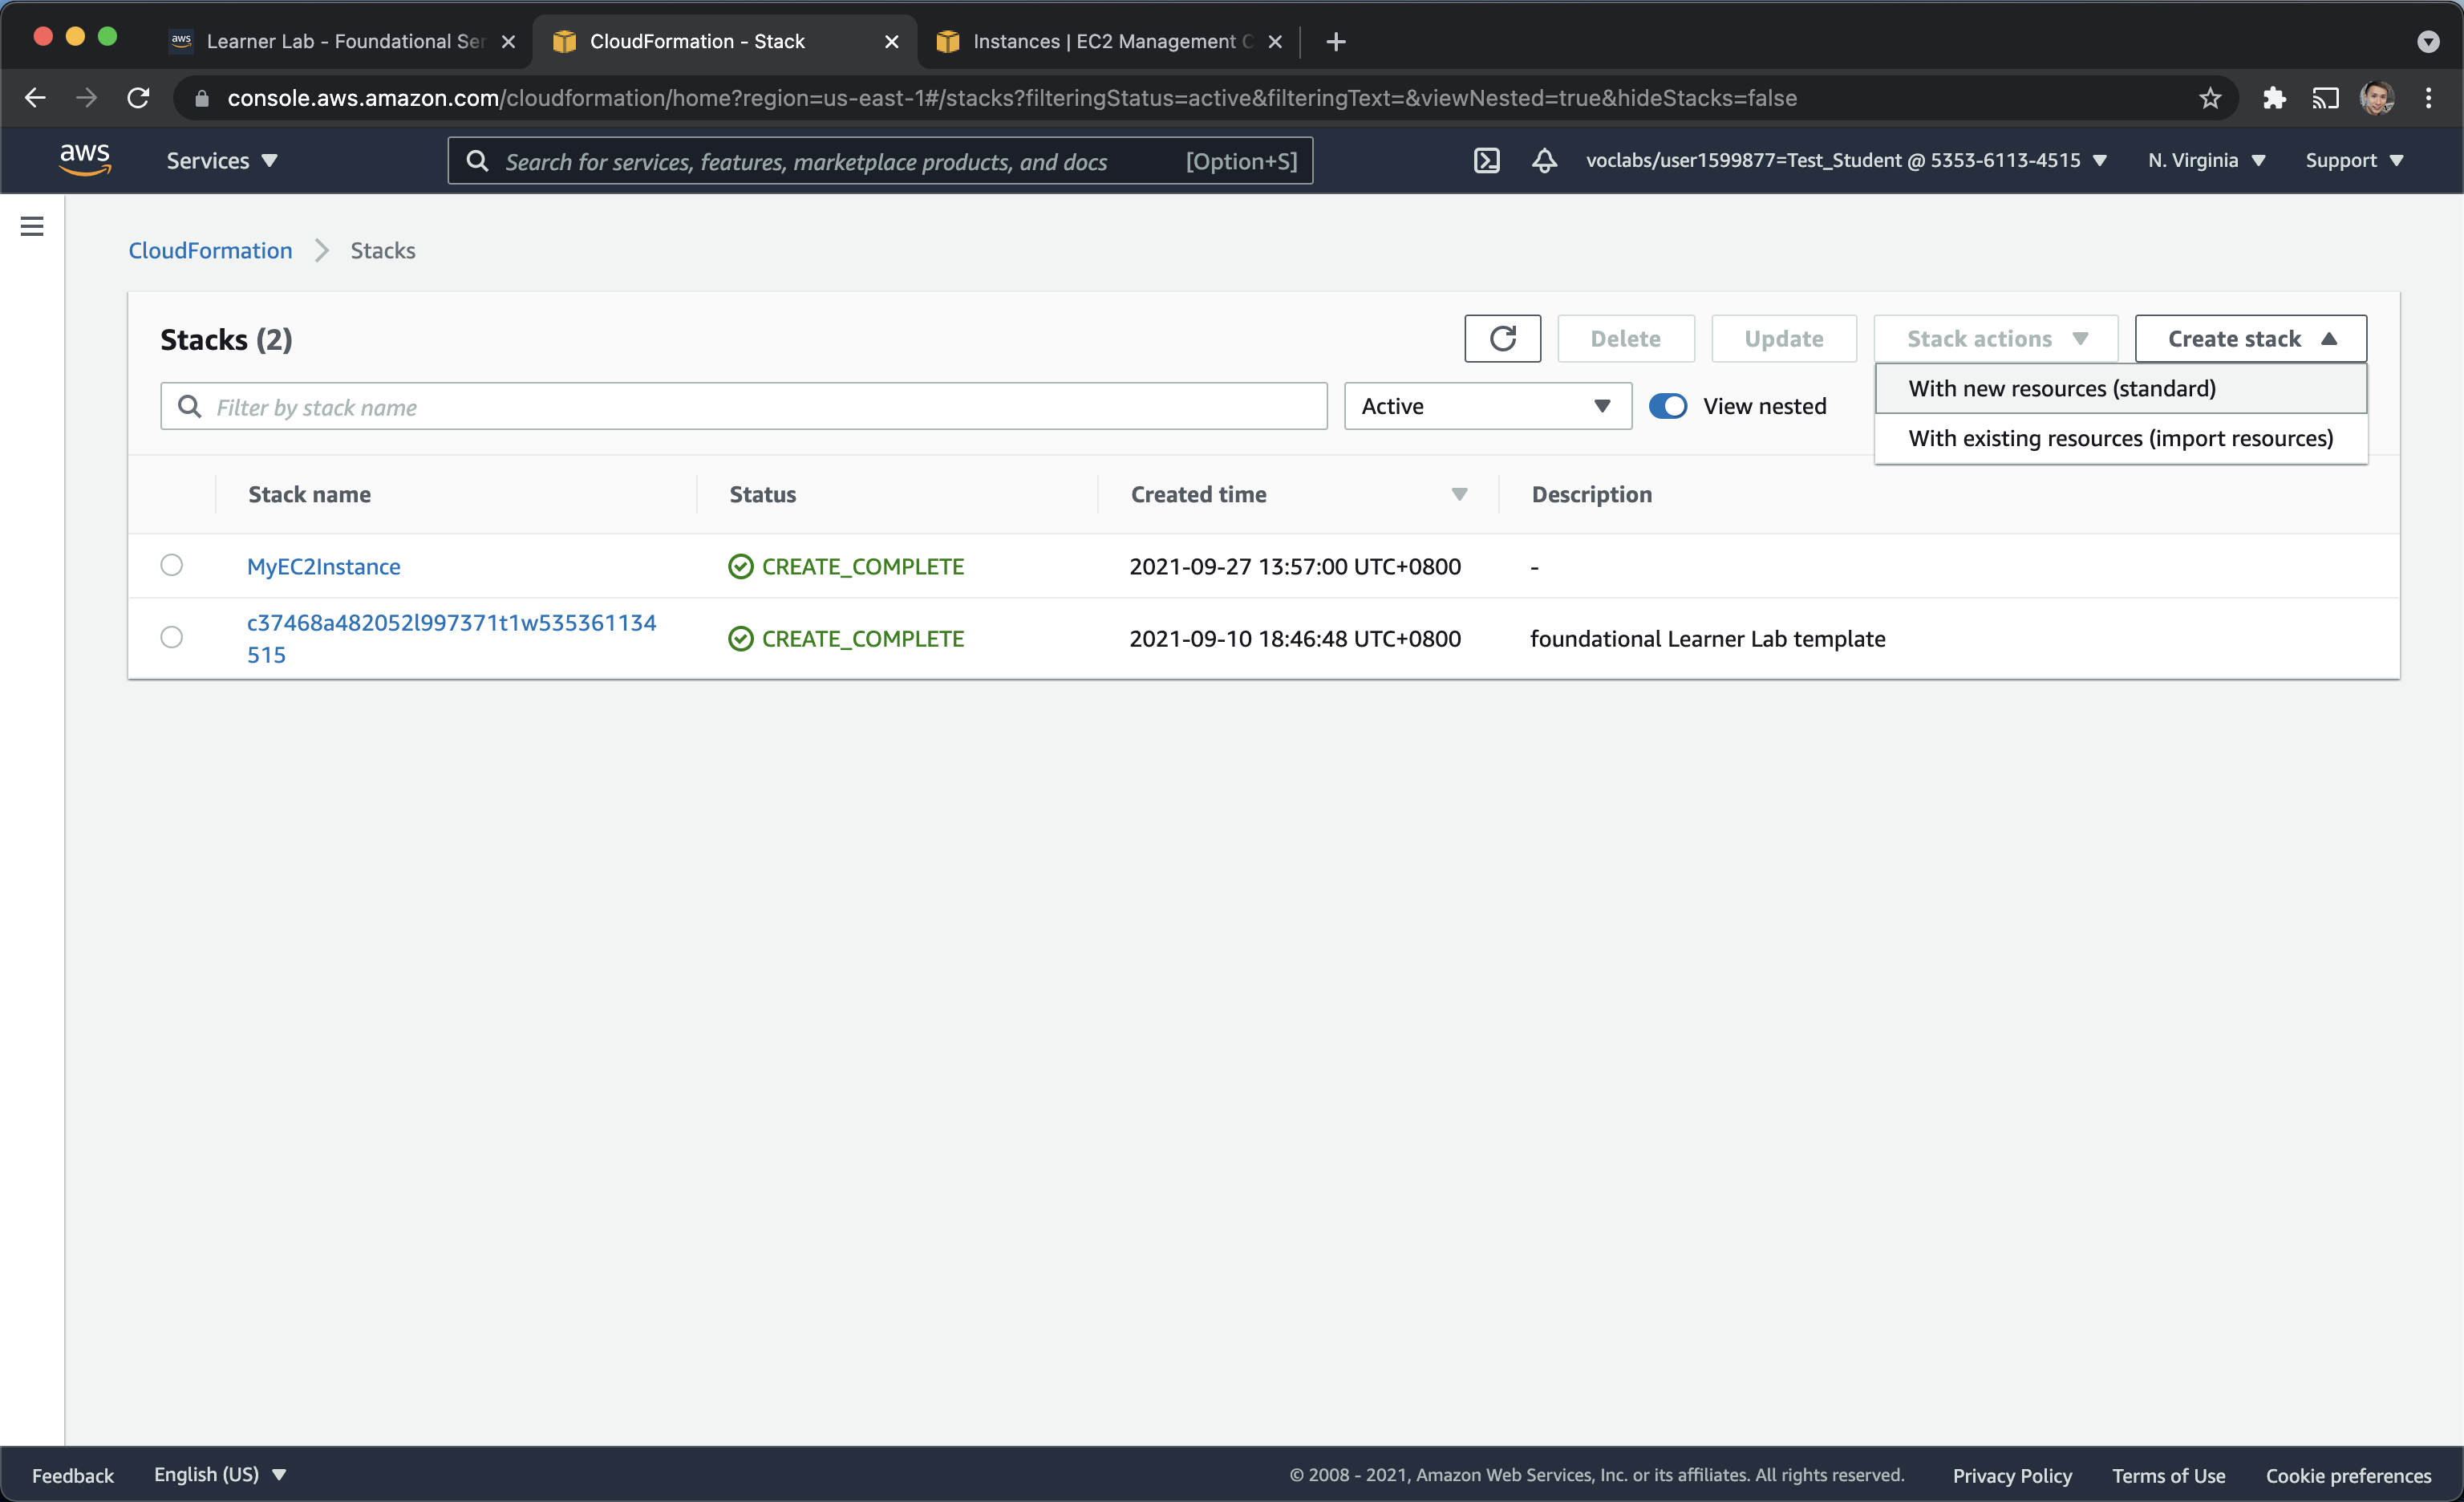 aws Learner Lab - Foundational Ser
CloudFormation - Stack
Instances | EC2 Management C
console.aws.amazon.com/cloudformation/home?region=us-east-1#/stacks?filteringStatus=active&filteringText=&viewNested=true&hideStacks=false
aws Services Search for services, features, marketplace products, and docs [Option+S] voclabs/user1599877=Test_Student @ 5353-6113-4515 N. Virginia Support
CloudFormation Stacks
Stacks (2) Delete Update Stack actions Create stack
With new resources (standard)
With existing resources (import resources)
Filter by stack name Active View nested
Stack name Status Created time Description
MyEC2Instance CREATE_COMPLETE 2021-09-27 13:57:00 UTC+0800 -
c37468a482052l997371t1w535361134
515
CREATE_COMPLETE 2021-09-10 18:46:48 UTC+0800 foundational Learner Lab template
Feedback English (US) © 2008 - 2021, Amazon Web Services, Inc. or its affiliates. All rights reserved. Privacy Policy Terms of Use Cookie preferences